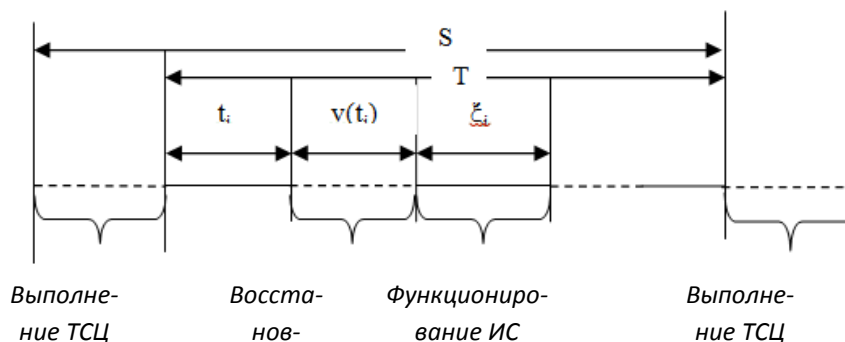 S
T
tᵢ v(tᵢ) ξᵢ
Выполне- Восста- Функциониро- Выполне-
ние ТСЦ нов- вание ИС ние ТСЦ